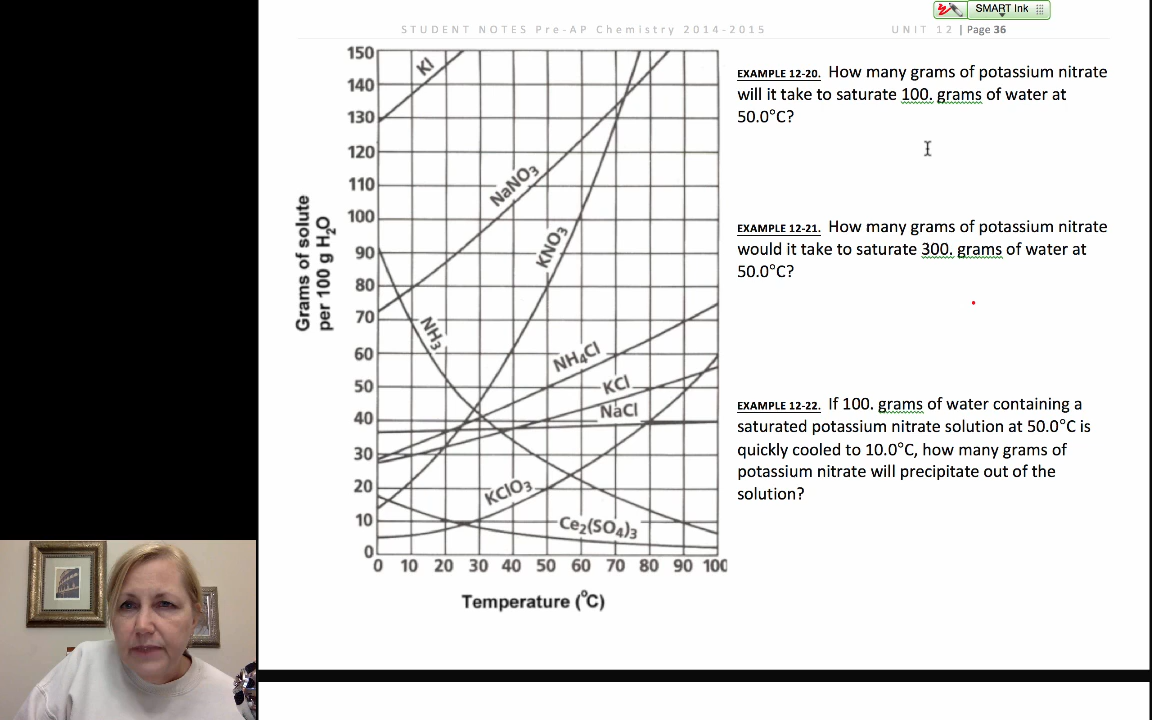 SMART Ink
STUDENT NOTES Pre-AP Chemistry 2014-2015
UNIT 12 | Page 36
150
140
130
120
110
100
90
80
70
60
50
40
30
20
10
0
Grams of solute
per 100 g H₂O
KI
NaNO₃
KNO₃
NH₃
NH₄Cl
KCl
NaCl
KClO₃
Ce₂(SO₄)₃
0 10 20 30 40 50 60 70 80 90 100
Temperature (°C)
EXAMPLE 12-20. How many grams of potassium nitrate
will it take to saturate 100. grams of water at
50.0°C?
EXAMPLE 12-21. How many grams of potassium nitrate
would it take to saturate 300. grams of water at
50.0°C?
EXAMPLE 12-22. If 100. grams of water containing a
saturated potassium nitrate solution at 50.0°C is
quickly cooled to 10.0°C, how many grams of
potassium nitrate will precipitate out of the
solution?